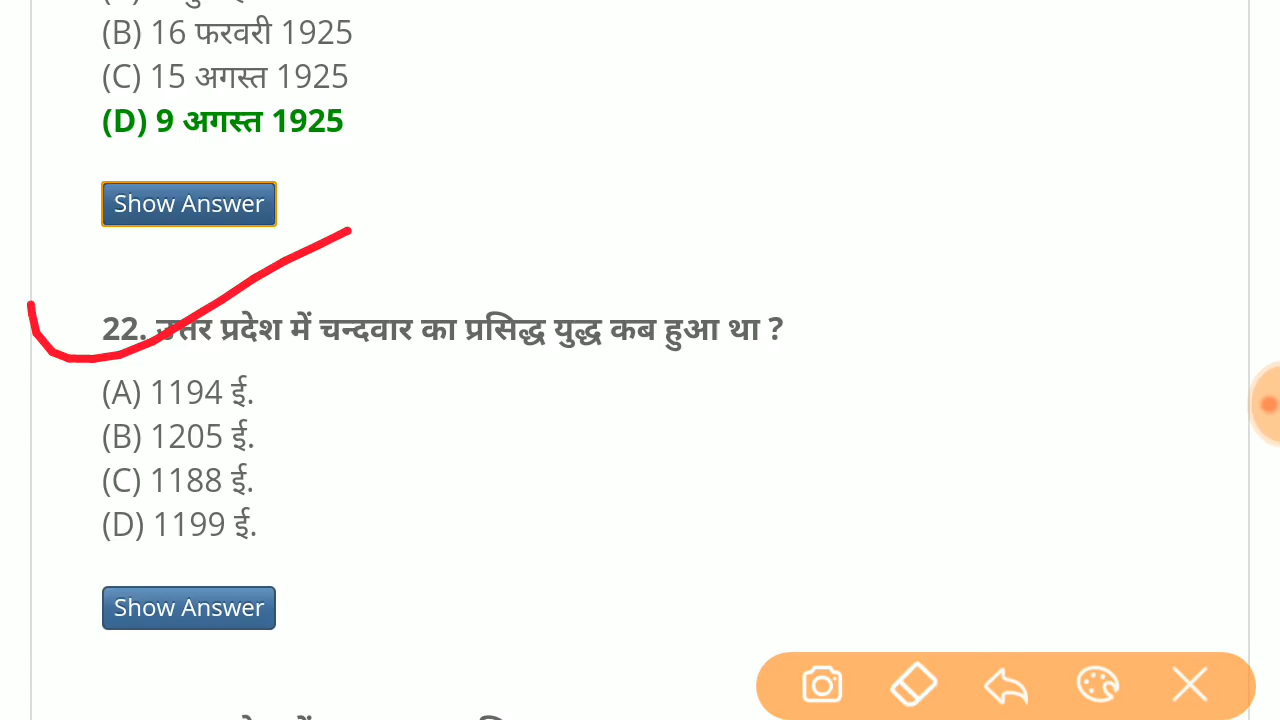 (B) 16 फरवरी 1925
(C) 15 अगस्त 1925
(D) 9 अगस्त 1925
Show Answer
22. उत्तर प्रदेश में चन्दवार का प्रसिद्ध युद्ध कब हुआ था ?
(A) 1194 ई.
(B) 1205 ई.
(C) 1188 ई.
(D) 1199 ई.
Show Answer